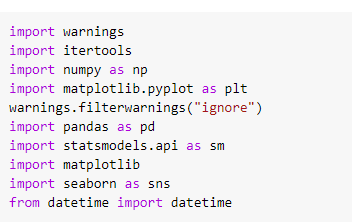 import warnings
import itertools
import numpy as np
import matplotlib.pyplot as plt
warnings.filterwarnings("ignore")
import pandas as pd
import statsmodels.api as sm
import matplotlib
import seaborn as sns
from datetime import datetime